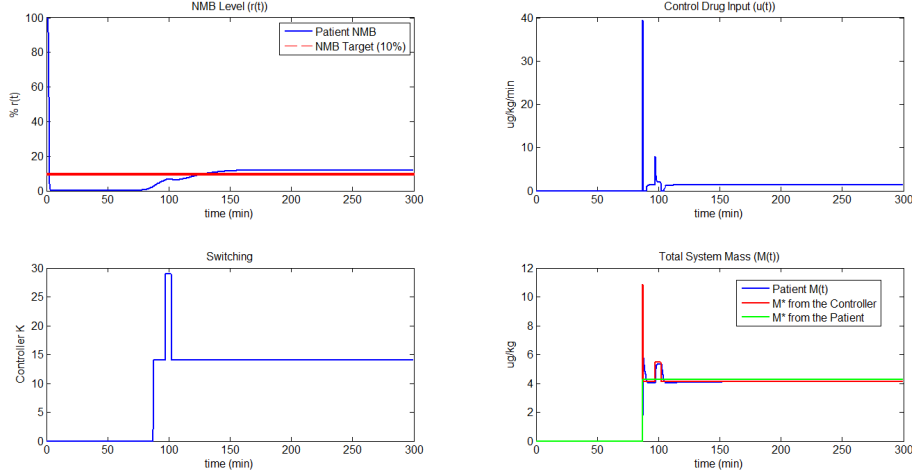 NMB Level (r(t))
100
80
60
40
20
0
% r(t)
Patient NMB
NMB Target (10%)
0 50 100 150 200 250 300
time (min)
Control Drug Input (u(t))
40
30
20
10
0
ug/kg/min
0 50 100 150 200 250 300
time (min)
Switching
30
25
20
15
10
5
0
Controller K
0 50 100 150 200 250 300
time (min)
Total System Mass (M(t))
12
10
8
6
4
2
0
ug/kg
Patient M(t)
M* from the Controller
M* from the Patient
0 50 100 150 200 250 300
time (min)